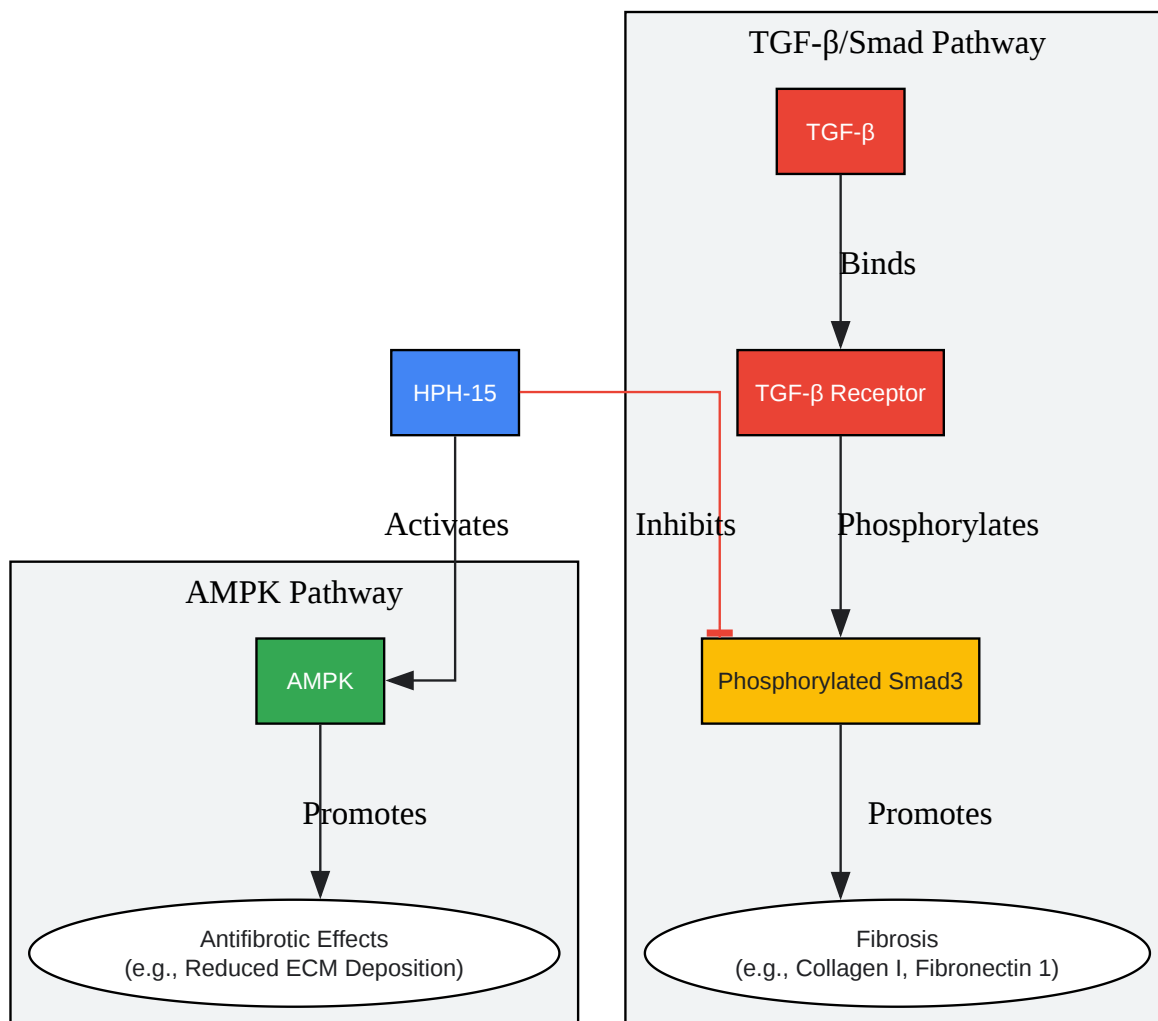 TGF-β/Smad Pathway
TGF-β
Binds
HPH-15
TGF-β Receptor
Activates
Inhibits
Phosphorylates
AMPK Pathway
AMPK
Phosphorylated Smad3
Promotes
Promotes
Antifibrotic Effects
(e.g., Reduced ECM Deposition)
Fibrosis
(e.g., Collagen I, Fibronectin 1)